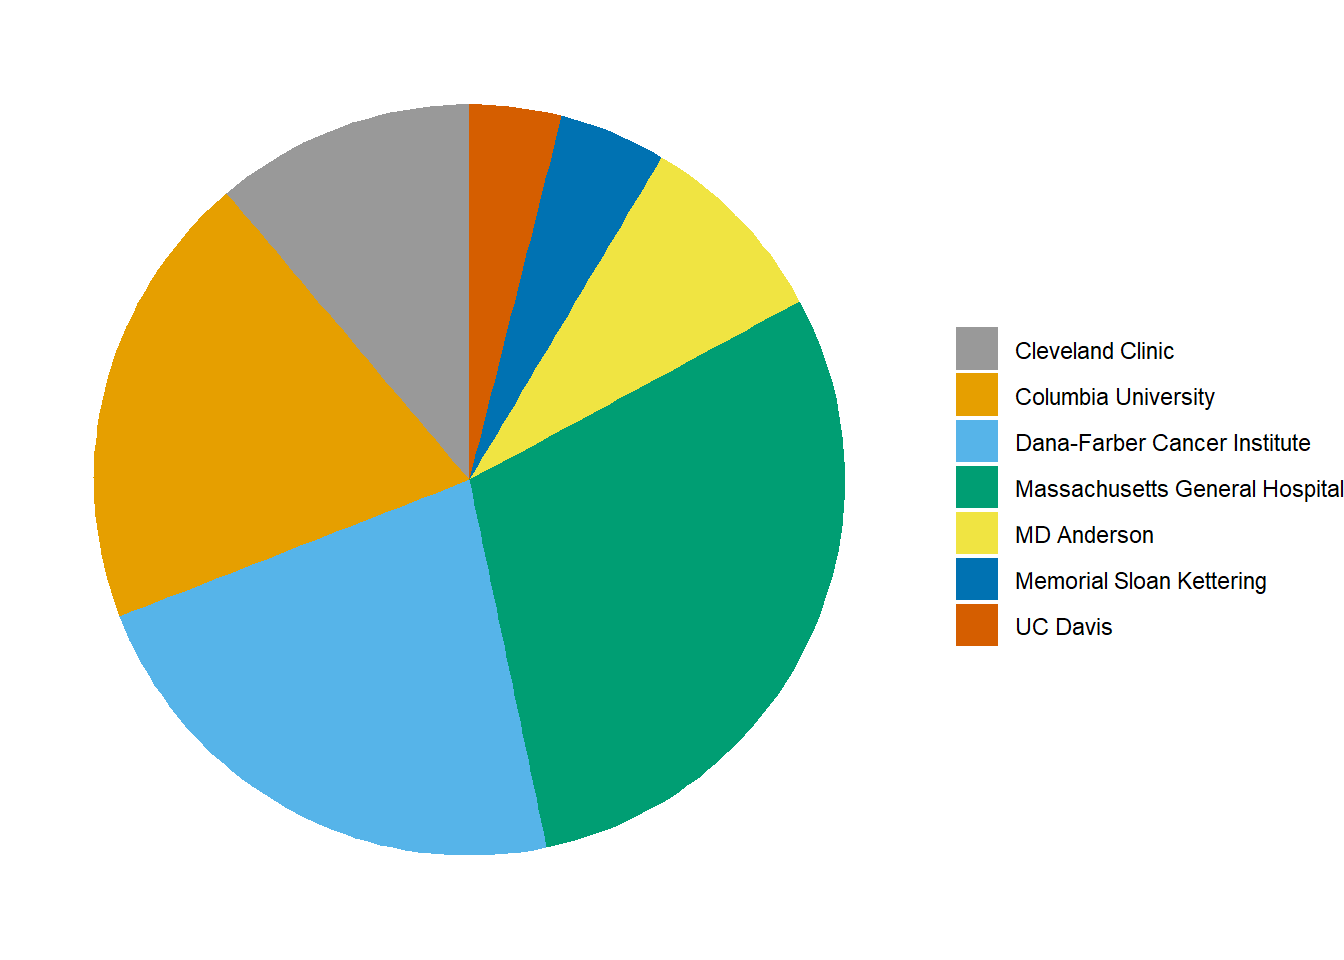 Cleveland Clinic
Columbia University
Dana-Farber Cancer Institute
Massachusetts General Hospital
MD Anderson
Memorial Sloan Kettering
UC Davis